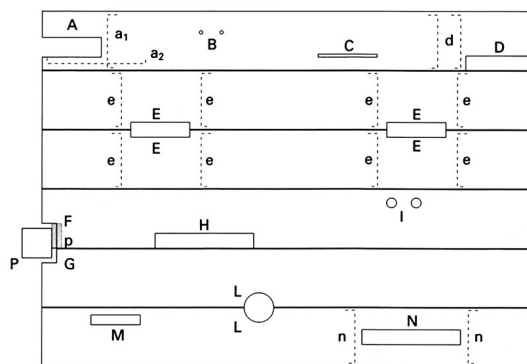 A a₁ B C d D
a₂
e e e e
E E
E E
e e e e
I
F
p H
P G
L
L
M n N n